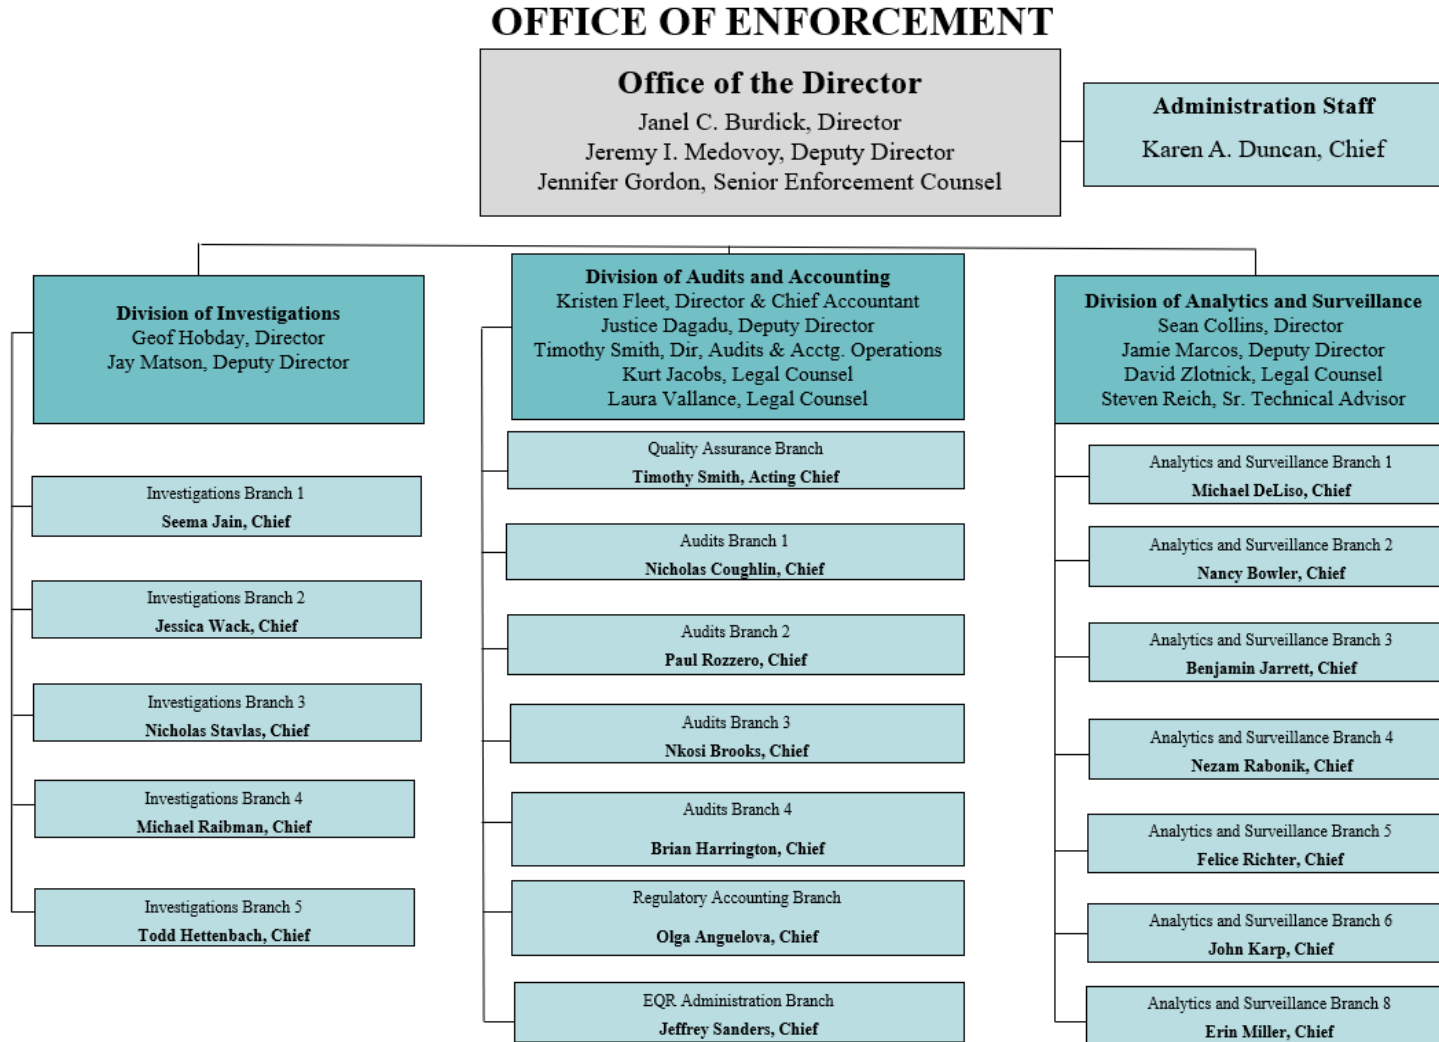 OFFICE OF ENFORCEMENT
Office of the Director
Janel C. Burdick, Director
Jeremy I. Medovoy, Deputy Director
Jennifer Gordon, Senior Enforcement Counsel
Administration Staff
Karen A. Duncan, Chief
Division of Investigations
Geof Hobday, Director
Jay Matson, Deputy Director
Investigations Branch 1
Seema Jain, Chief
Investigations Branch 2
Jessica Wack, Chief
Investigations Branch 3
Nicholas Stavlas, Chief
Investigations Branch 4
Michael Raibman, Chief
Investigations Branch 5
Todd Hettenbach, Chief
Division of Audits and Accounting
Kristen Fleet, Director & Chief Accountant
Justice Dagadu, Deputy Director
Timothy Smith, Dir, Audits & Acctg. Operations
Kurt Jacobs, Legal Counsel
Laura Vallance, Legal Counsel
Quality Assurance Branch
Timothy Smith, Acting Chief
Audits Branch 1
Nicholas Coughlin, Chief
Audits Branch 2
Paul Rozzero, Chief
Audits Branch 3
Nkosi Brooks, Chief
Audits Branch 4
Brian Harrington, Chief
Regulatory Accounting Branch
Olga Anguelova, Chief
EQR Administration Branch
Jeffrey Sanders, Chief
Division of Analytics and Surveillance
Sean Collins, Director
Jamie Marcos, Deputy Director
David Zlotnick, Legal Counsel
Steven Reich, Sr. Technical Advisor
Analytics and Surveillance Branch 1
Michael DeLiso, Chief
Analytics and Surveillance Branch 2
Nancy Bowler, Chief
Analytics and Surveillance Branch 3
Benjamin Jarrett, Chief
Analytics and Surveillance Branch 4
Nezam Rabonik, Chief
Analytics and Surveillance Branch 5
Felice Richter, Chief
Analytics and Surveillance Branch 6
John Karp, Chief
Analytics and Surveillance Branch 8
Erin Miller, Chief